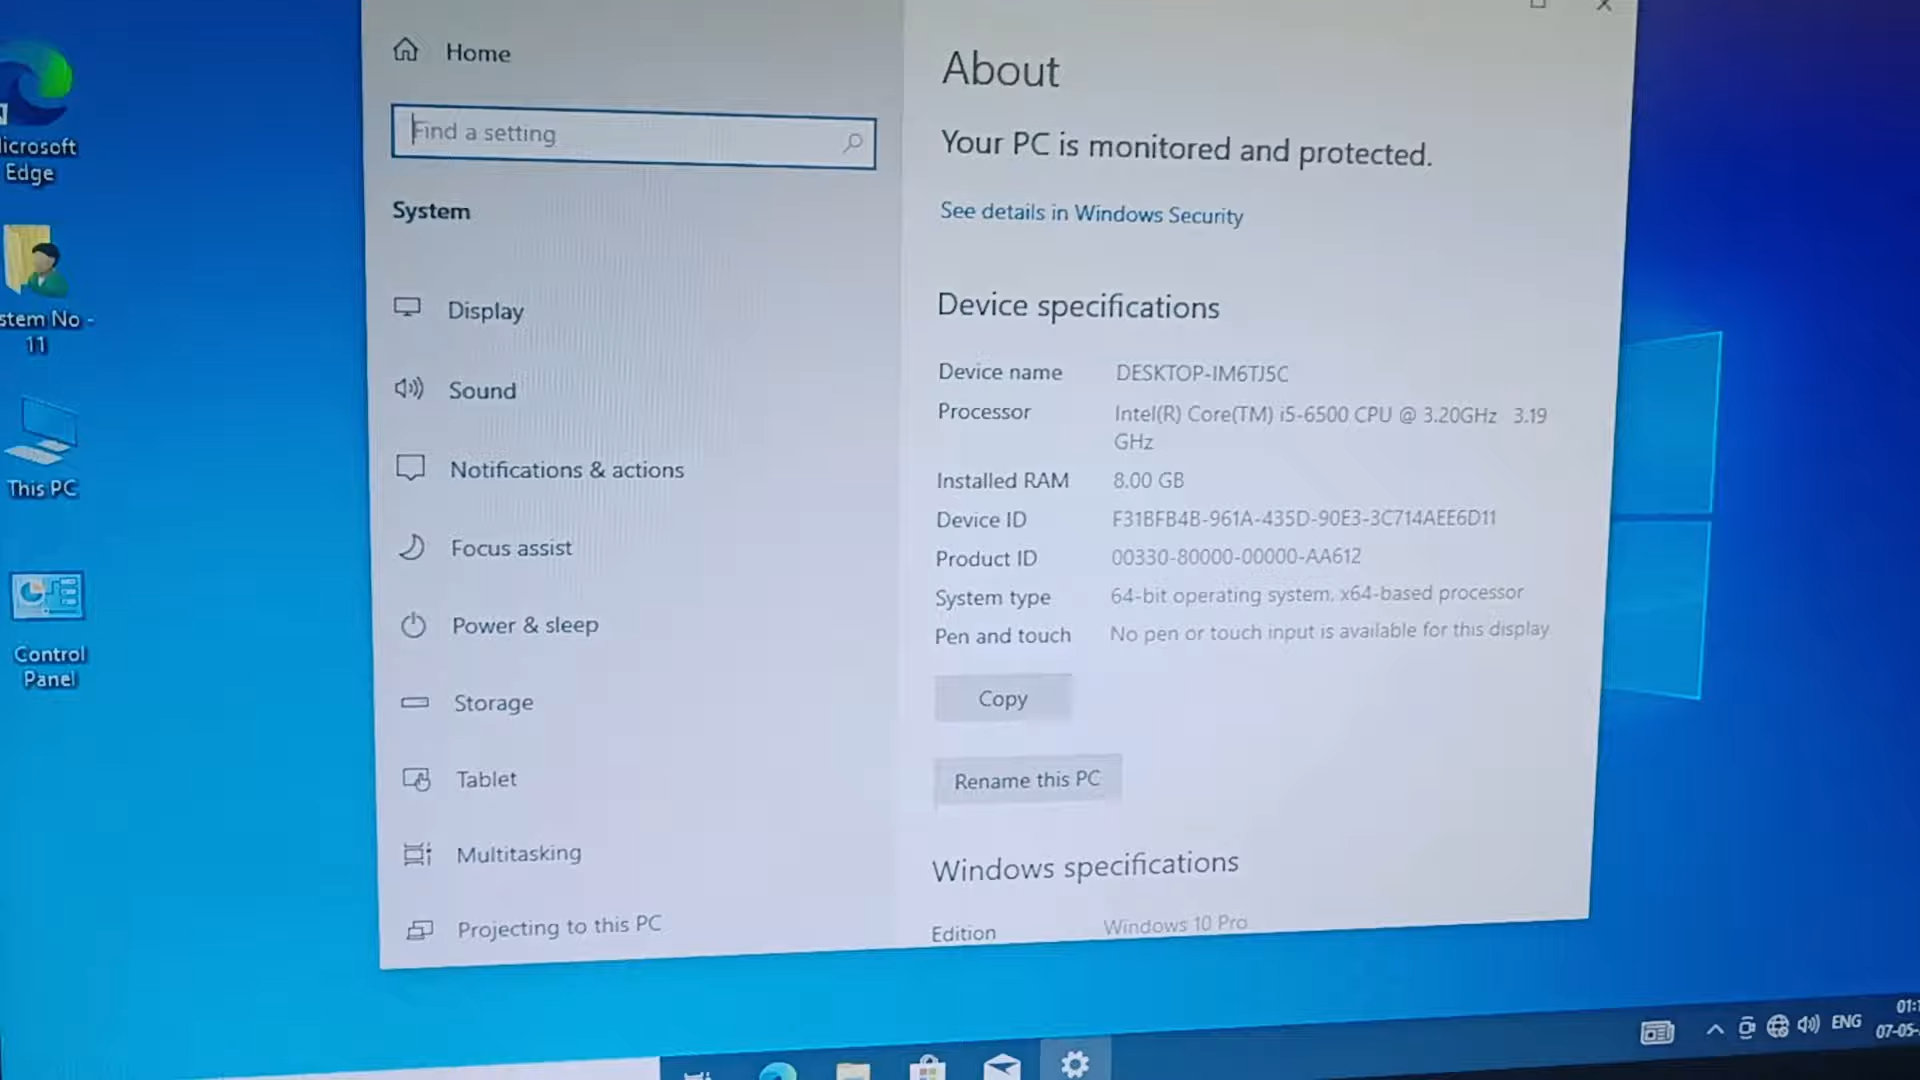 Microsoft
Edge
stem No -
11
This PC
Control
Panel
Home
Find a setting
System
Display
Sound
Notifications & actions
Focus assist
Power & sleep
Storage
Tablet
Multitasking
Projecting to this PC
About
Your PC is monitored and protected.
See details in Windows Security
Device specifications
Device name DESKTOP-IM6TJ5C
Processor Intel(R) Core(TM) i5-6500 CPU @ 3.20GHz 3.19
GHz
Installed RAM 8.00 GB
Device ID F31BFB4B-961A-435D-90E3-3C714AEE6D11
Product ID 00330-80000-00000-AA612
System type 64-bit operating system, x64-based processor
Pen and touch No pen or touch input is available for this display
Copy
Rename this PC
Windows specifications
Edition Windows 10 Pro
ENG
07-05-